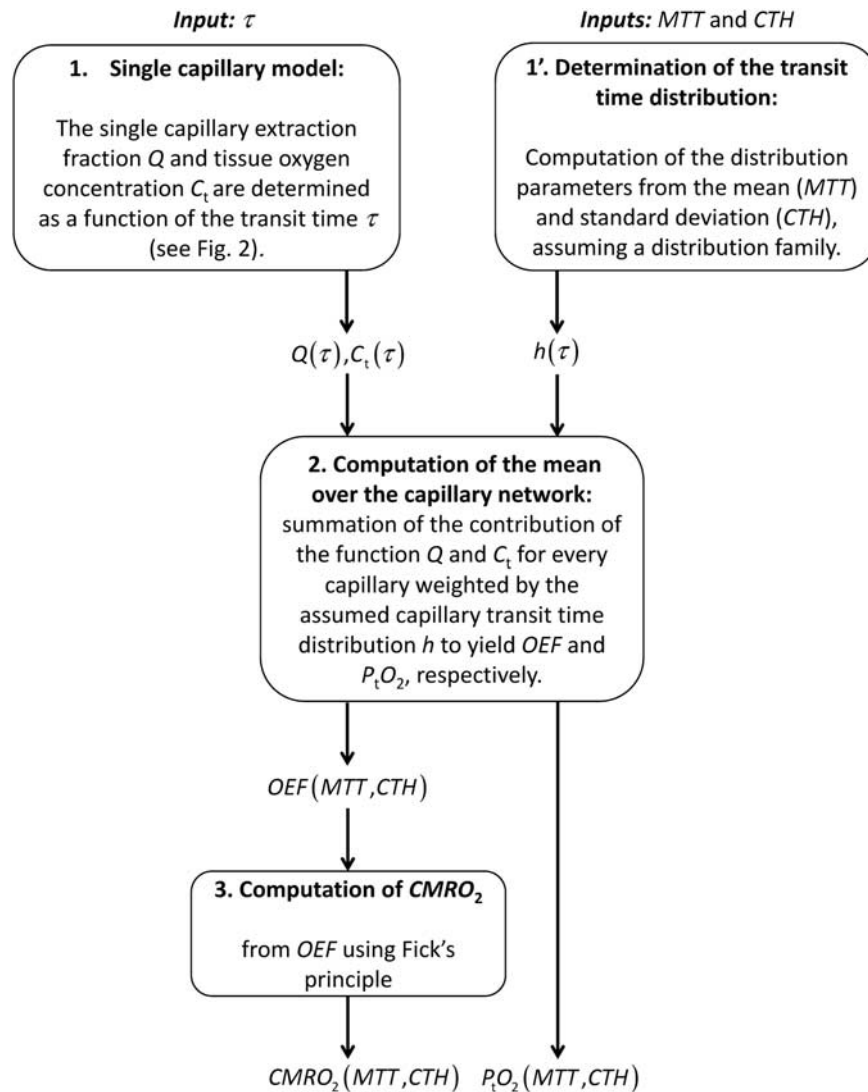 Input: τ
1. Single capillary model:
The single capillary extraction
fraction Q and tissue oxygen
concentration Cₜ are determined
as a function of the transit time τ
(see Fig. 2).
Inputs: MTT and CTH
1'. Determination of the transit
time distribution:
Computation of the distribution
parameters from the mean (MTT)
and standard deviation (CTH),
assuming a distribution family.
Q(τ),Cₜ(τ)
h(τ)
2. Computation of the mean
over the capillary network:
summation of the contribution of
the function Q and Cₜ for every
capillary weighted by the
assumed capillary transit time
distribution h to yield OEF and
PₜO₂, respectively.
OEF(MTT,CTH)
3. Computation of CMRO₂
from OEF using Fick's
principle
CMRO₂(MTT,CTH)
PₜO₂(MTT,CTH)